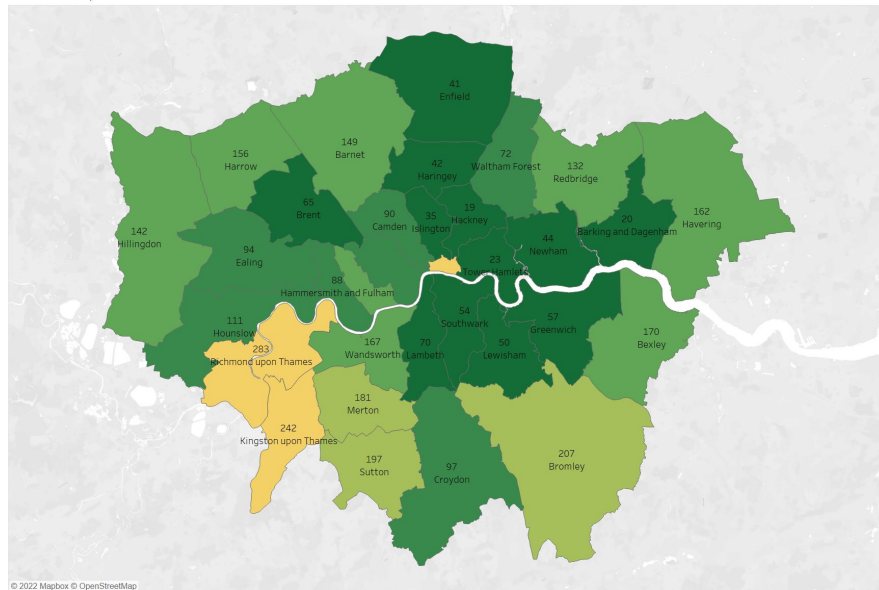 41
Enfield
149
Barnet
156
Harrow
42
Haringey
72
Waltham Forest
132
Redbridge
162
Havering
142
Hillingdon
65
Brent
90
Camden
35
Islington
19
Hackney
44
Newham
20
Barking and Dagenham
94
Ealing
23
Tower Hamlets
88
Hammersmith and Fulham
111
Hounslow
54
Southwark
57
Greenwich
283
Richmond upon Thames
167
Wandsworth
70
Lambeth
50
Lewisham
170
Bexley
181
Merton
242
Kingston upon Thames
197
Sutton
97
Croydon
207
Bromley
© 2022 Mapbox © OpenStreetMap